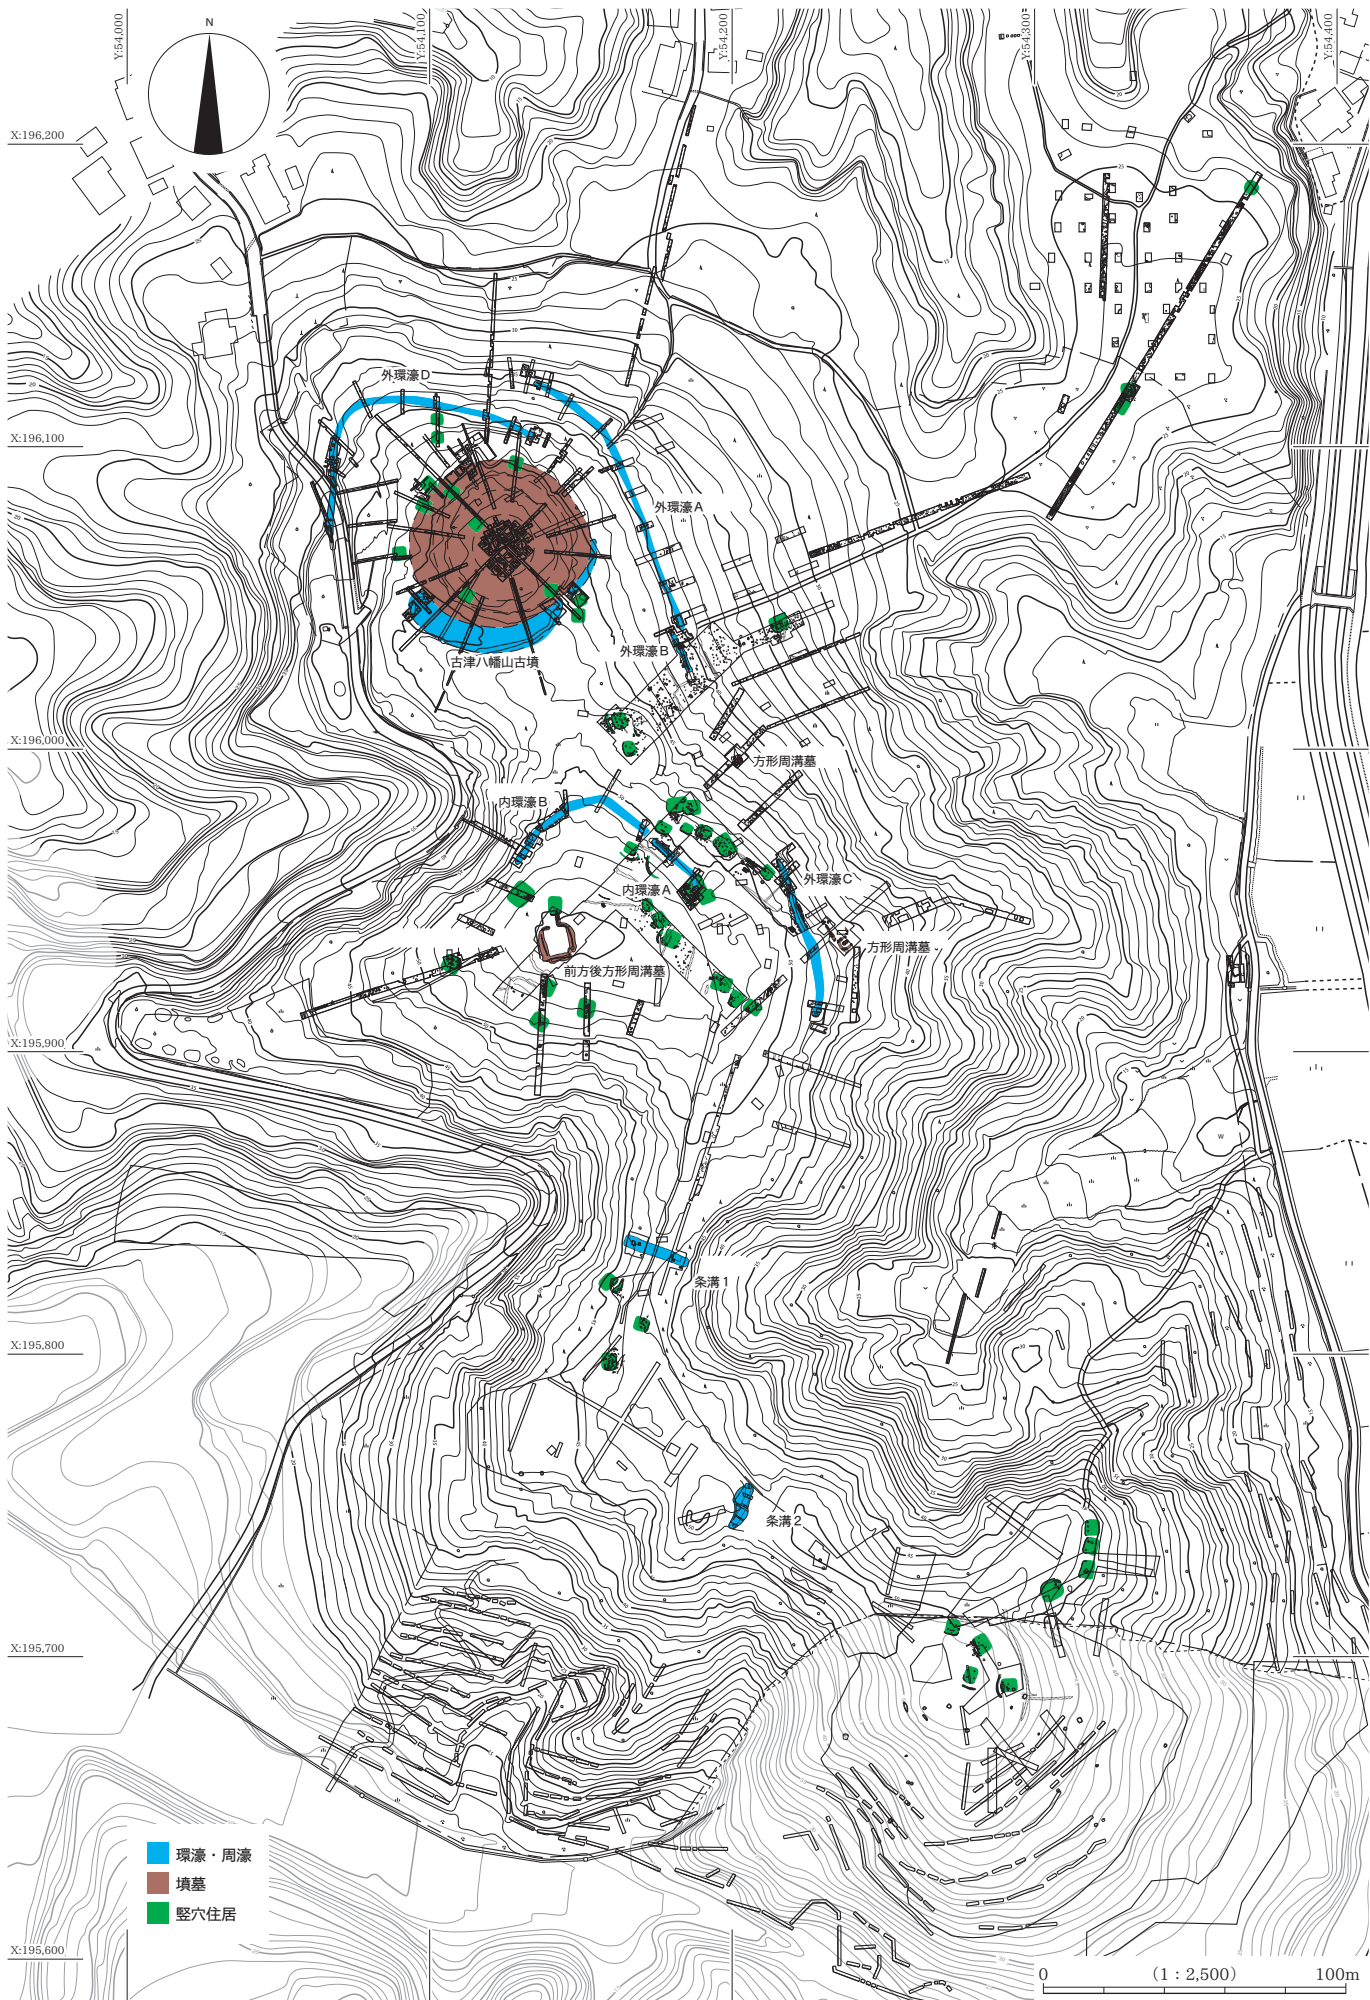 N
Y:54,000
Y:54,100
Y:54,200
Y:54,300
Y:54,400
X:196,200
X:196,100
X:196,000
X:195,900
X:195,800
X:195,700
X:195,600
外環濠D
外環濠A
外環濠B
古津八幡山古墳
方形周溝墓
内環濠B
内環濠A
外環濠C
方形周溝墓
前方後方形周溝墓
条溝1
条溝2
W
環濠・周濠
墳墓
竪穴住居
0 (1:2,500) 100m